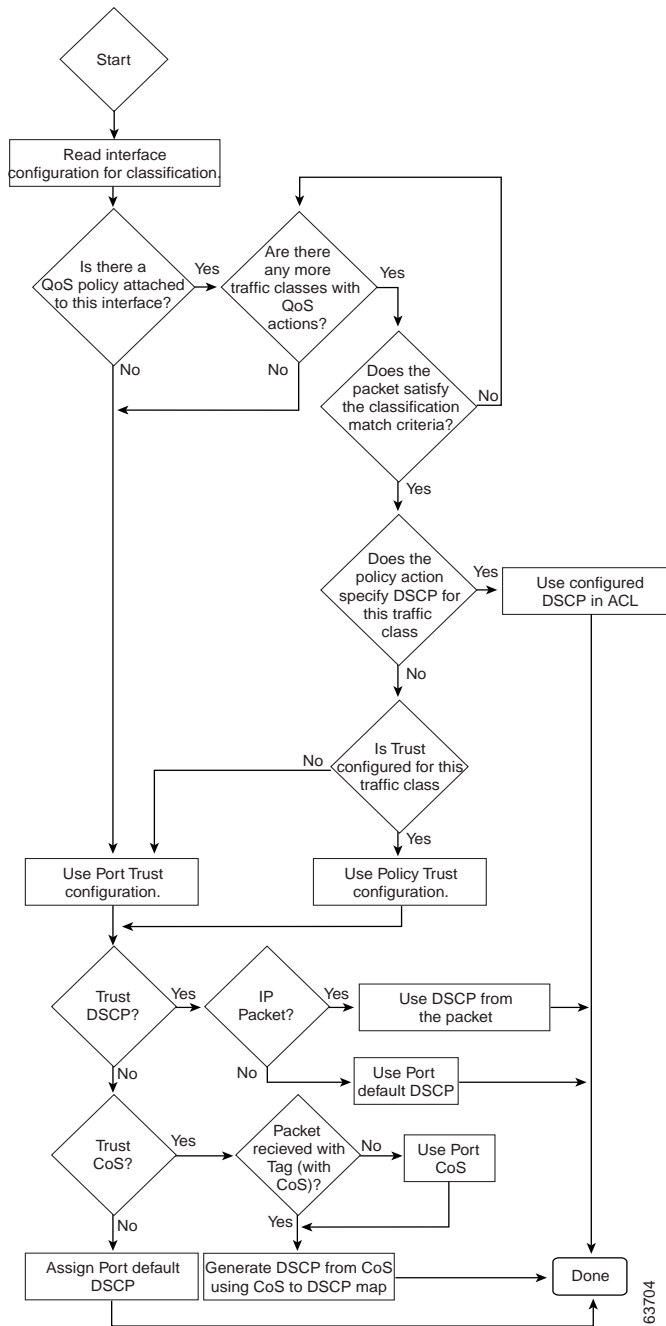 Start
Read interface
configuration for classification.
Is there a
QoS policy attached
to this interface?
Yes
No
Are there
any more
traffic classes with
QoS
actions?
Yes
No
Does the
packet satisfy
the classification
match criteria?
No
Yes
Does the
policy action
specify DSCP for
this traffic
class
Yes
Use configured
DSCP in ACL
No
Is Trust
configured for this
traffic class
No
Yes
Use Port Trust
configuration.
Use Policy Trust
configuration.
Trust
DSCP?
Yes
IP
Packet?
Yes
Use DSCP from
the packet
No
No
Use Port
default DSCP
Trust
CoS?
Yes
Packet
recieved with
Tag (with
CoS)?
No
Use Port
CoS
No
Yes
Assign Port default
DSCP
Generate DSCP from CoS
using CoS to DSCP map
Done
63704